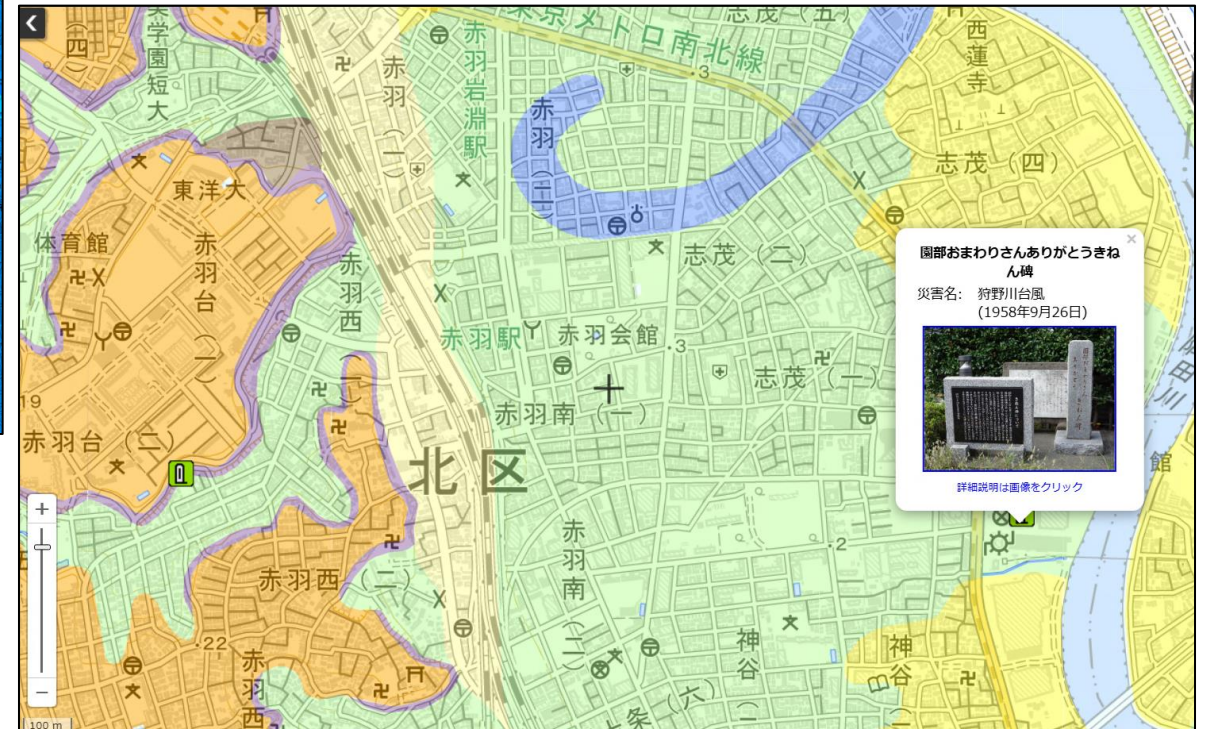 東京メトロ南北線
志茂（五）
西蓮寺
（四）
学園短大
赤羽（一）
赤羽岩淵駅
.3
赤羽（二）
志茂（四）
東洋大
体育館
赤羽台（一）
赤羽西（一）
志茂（二）
赤羽駅
赤羽会館
.3
志茂（一）
赤羽南（一）
19
赤羽台（二）
北区
館
園部おまわりさんありがとうきね
ん碑
災害名: 狩野川台風
(1958年9月26日)
詳細説明は画像をクリック
×
赤羽南（二）
.2
赤羽西（二）
.22
赤羽西
神谷
神谷
条（六）
+
−
100 m